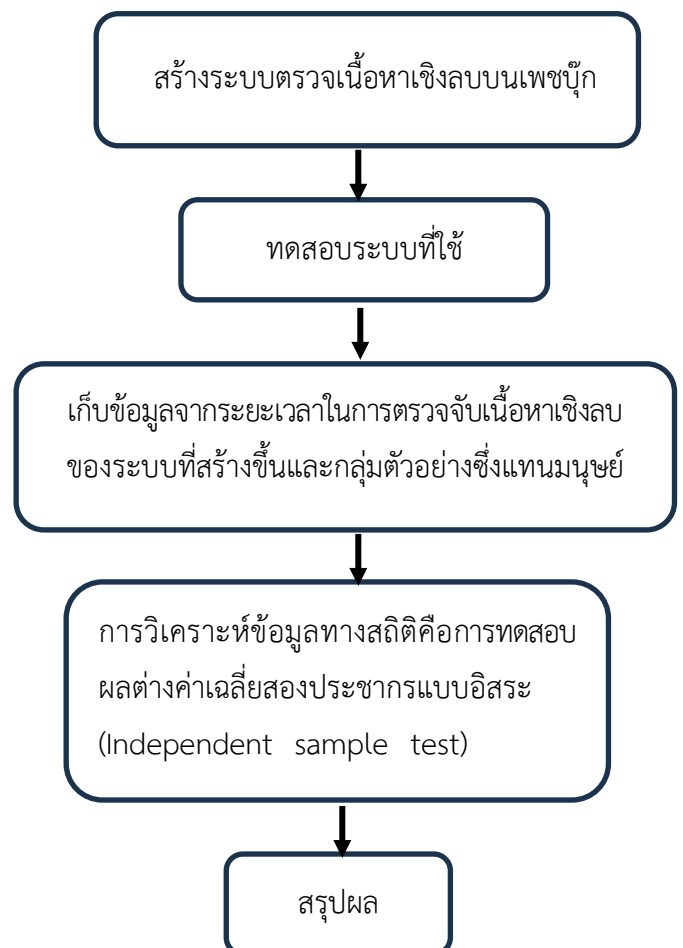 สร้างระบบตรวจเนื้อหาเชิงลบบนเพชบุ๊ก
ทดสอบระบบที่ใช้
เก็บข้อมูลจากระยะเวลาในการตรวจจับเนื้อหาเชิงลบ
ของระบบที่สร้างขึ้นและกลุ่มตัวอย่างซึ่งแทนมนุษย์
การวิเคราะห์ข้อมูลทางสถิติคือการทดสอบ
ผลต่างค่าเฉลี่ยสองประชากรแบบอิสระ
(Independent sample test)
สรุปผล